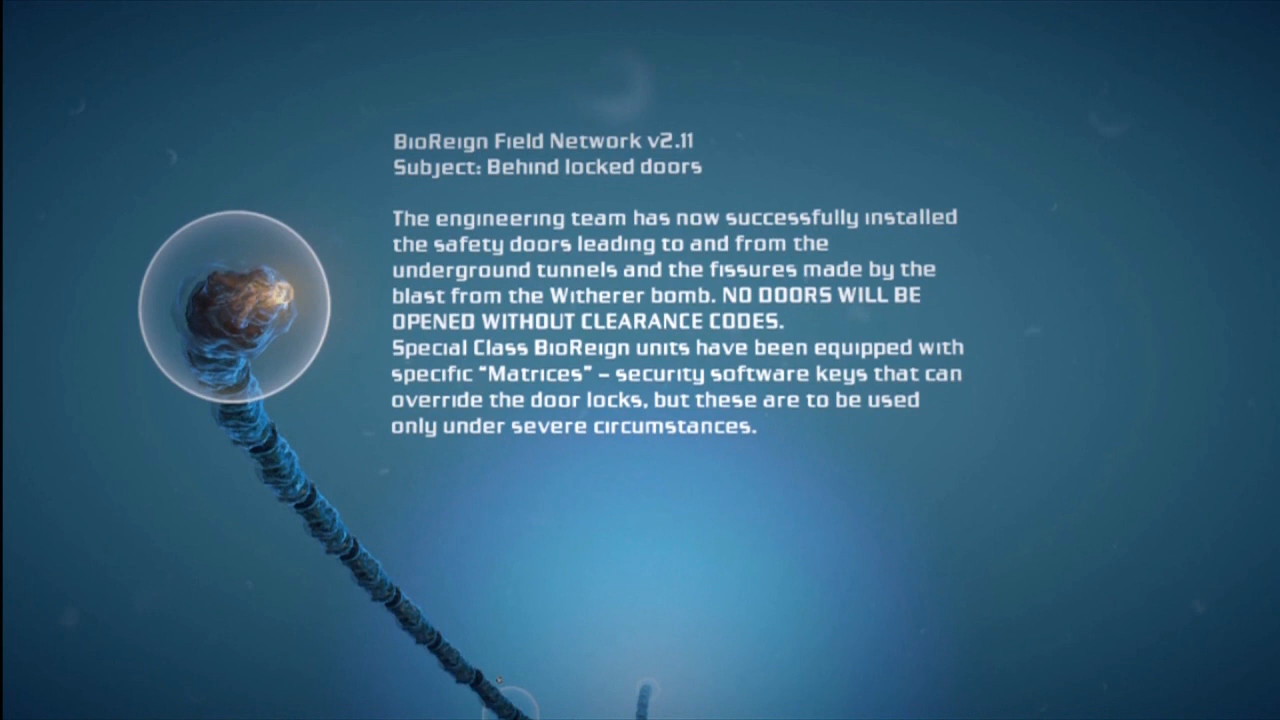 BioReign Field Network v2.11
Subject: Behind locked doors
The engineering team has now successfully installed
the safety doors leading to and from the
underground tunnels and the fissures made by the
blast from the Witherer bomb. NO DOORS WILL BE
OPENED WITHOUT CLEARANCE CODES.
Special Class BioReign units have been equipped with
specific “Matrices” – security software keys that can
override the door locks, but these are to be used
only under severe circumstances.